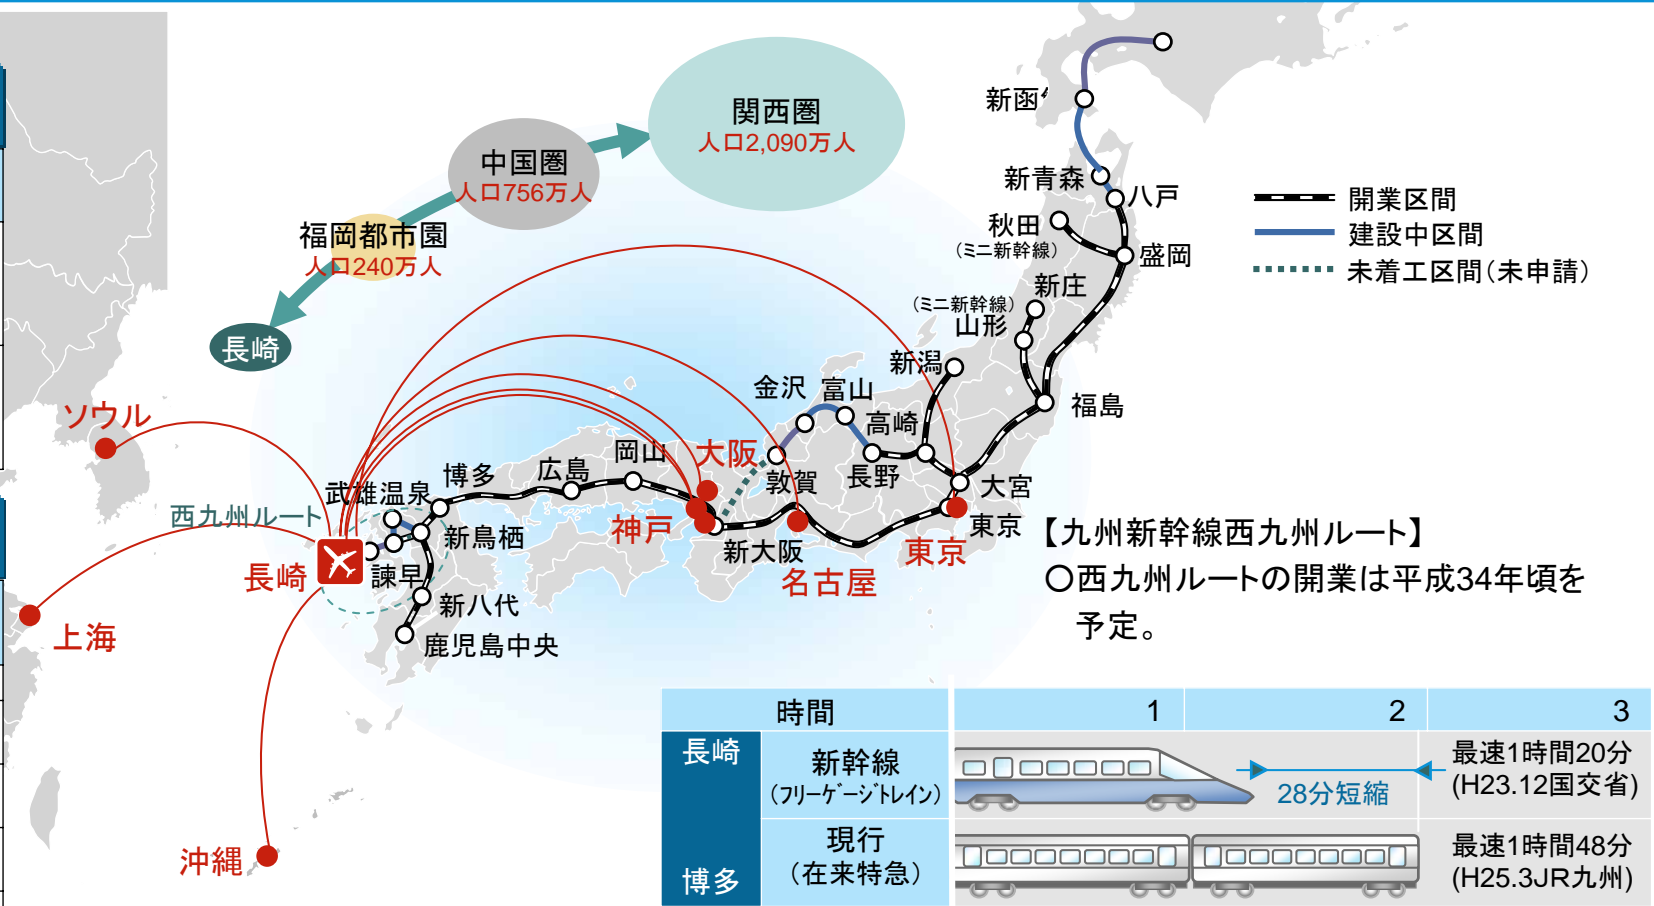 関西圏
人口2,090万人
中国圏
人口756万人
福岡都市園
人口240万人
長崎
新函
新青森
八戸
秋田
(ミニ新幹線)
盛岡
新庄
(ミニ新幹線)
山形
新潟
福島
金沢
富山
高崎
長野
敦賀
大宮
東京
東京
開業区間
建設中区間
未着工区間(未申請)
ソウル
上海
沖縄
長崎
西九州ルート
武雄温泉
博多
広島
岡山
大阪
神戸
新大阪
名古屋
新鳥栖
諫早
新八代
鹿児島中央
【九州新幹線西九州ルート】
〇西九州ルートの開業は平成34年頃を
予定。
時間 1 2 3
長崎
博多
新幹線
(フリーゲージトレイン)
28分短縮
最速1時間20分
(H23.12国交省)
現行
(在来特急)
最速1時間48分
(H25.3JR九州)